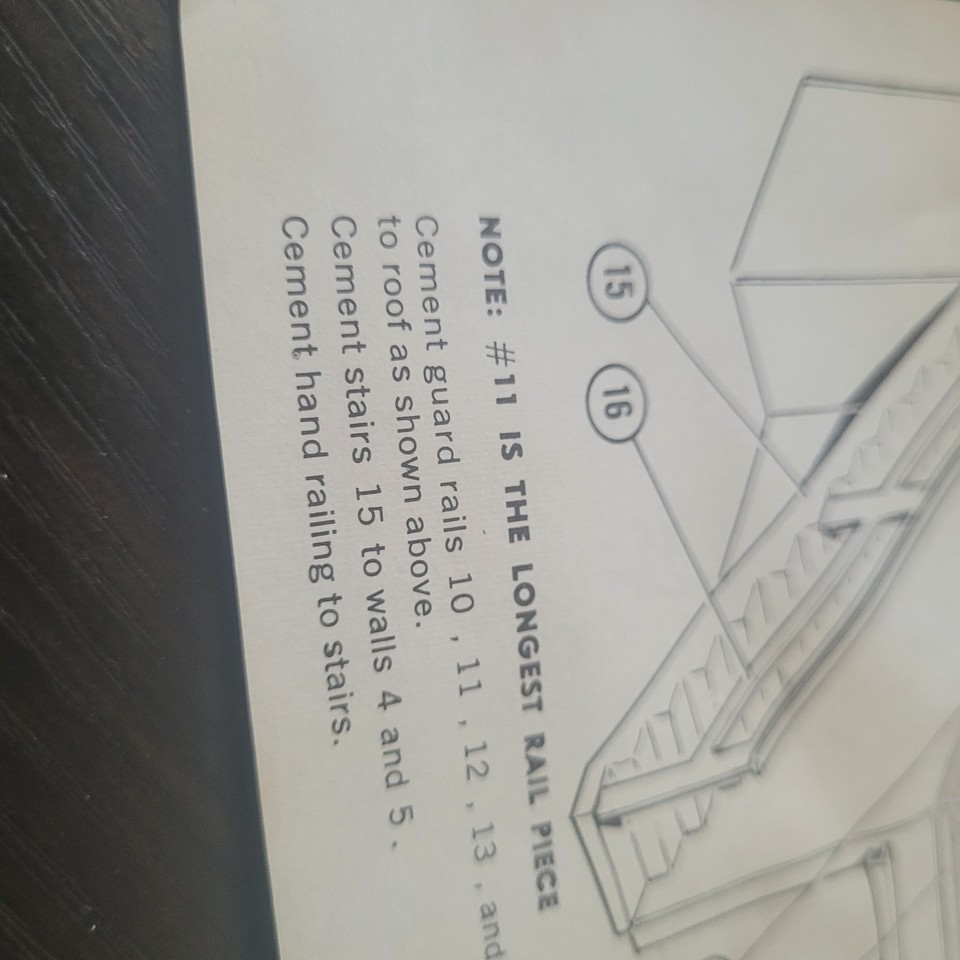 15
16
NOTE: #11 IS THE LONGEST RAIL PIECE
Cement guard rails 10 , 11 , 12 , 13 , and
to roof as shown above.
Cement stairs 15 to walls 4 and 5 .
Cement hand railing to stairs.